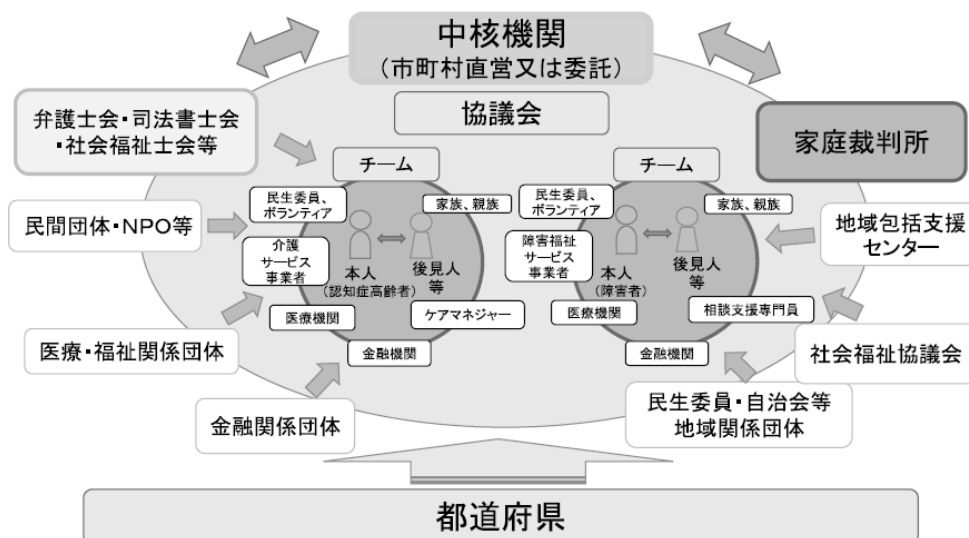 中核機関
（市町村直営又は委託）
協議会
弁護士会・司法書士会
・社会福祉士会等
家庭裁判所
民間団体・NPO等
医療・福祉関係団体
金融関係団体
チーム
民生委員、
ボランティア
家族、親族
介護
サービス
事業者
本人
（認知症高齢者）
後見人
等
医療機関
ケアマネジャー
金融機関
チーム
民生委員、
ボランティア
家族、親族
障害福祉
サービス
事業者
本人
（障害者）
後見人
等
医療機関
相談支援専門員
金融機関
地域包括支援
センター
社会福祉協議会
民生委員・自治会等
地域関係団体
都道府県